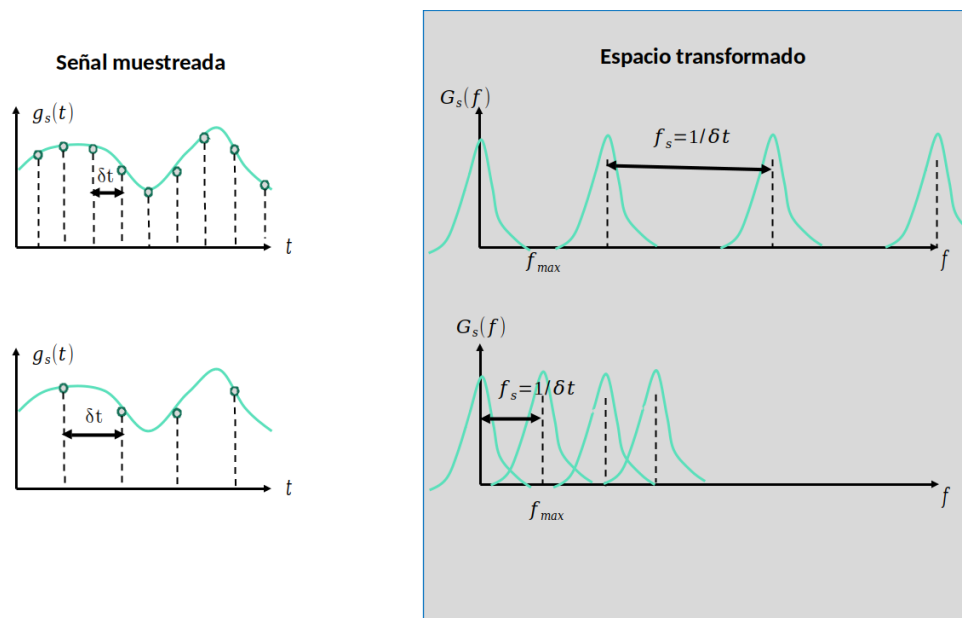 Señal muestreada
g_s(t)
δt
t
Espacio transformado
G_s(f)
f_s=1/δt
f_max
f
g_s(t)
δt
t
G_s(f)
f_s=1/δt
f_max
f